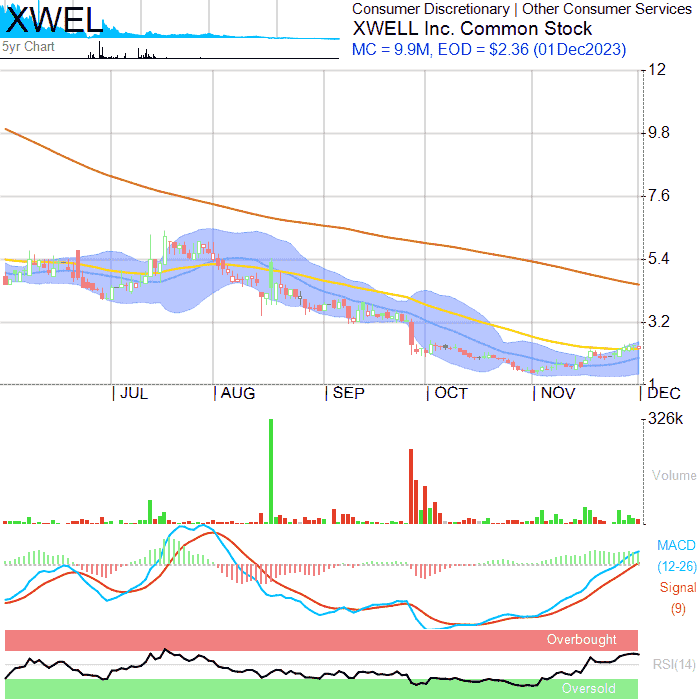 XWEL
5yr Chart
Consumer Discretionary | Other Consumer Services
XWELL Inc. Common Stock
MC = 9.9M, EOD = $2.36 (01Dec2023)
12
9.8
7.6
5.4
3.2
1
JUL
AUG
SEP
OCT
NOV
DEC
326k
Volume
MACD
(12-26)
Signal
(9)
Overbought
RSI(14)
Oversold